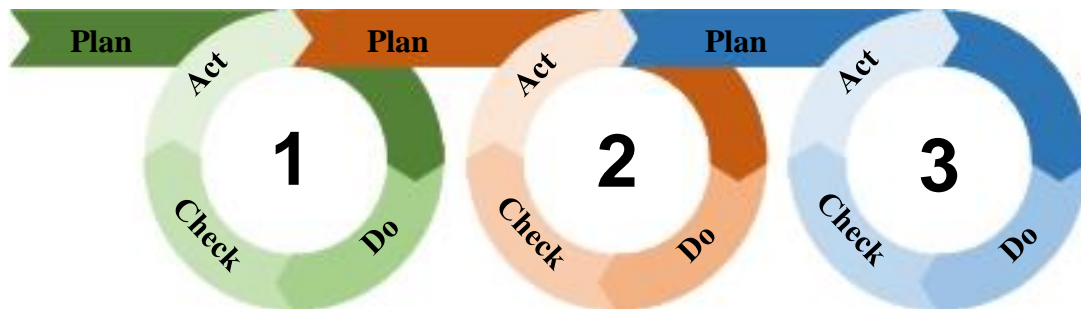 Plan Plan Plan
Act Act Act
1 2 3
Check Do Check Do Check Do